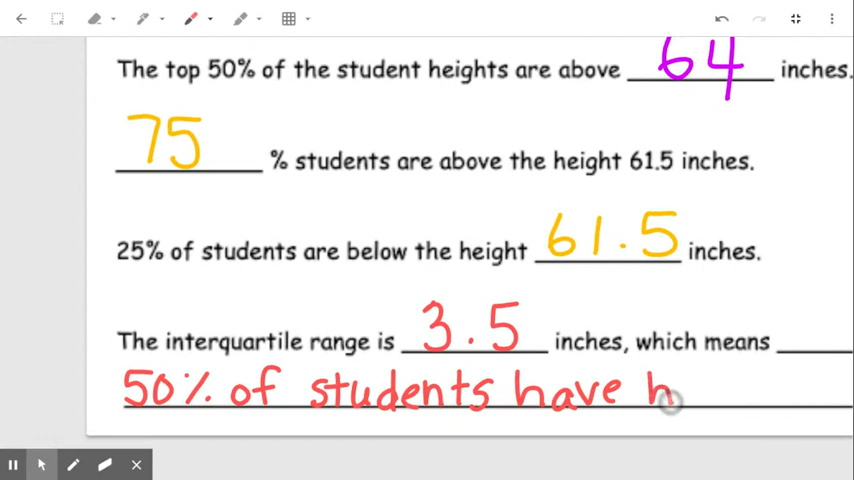 The top 50% of the student heights are above 64 inches.
75 % students are above the height 61.5 inches.
25% of students are below the height 61.5 inches.
The interquartile range is 3.5 inches, which means
50% of students have h